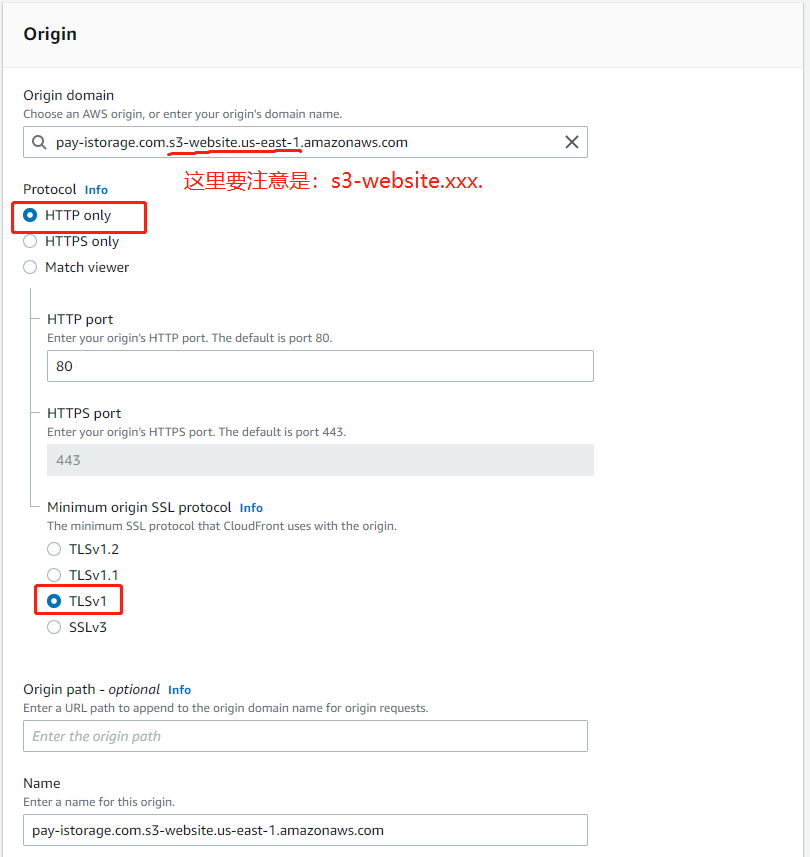 Origin
Origin domain
Choose an AWS origin, or enter your origin's domain name.
pay-istorage.com.s3-website.us-east-1.amazonaws.com
这里要注意是：s3-website.xxx.
Protocol Info
HTTP only
HTTPS only
Match viewer
HTTP port
Enter your origin's HTTP port. The default is port 80.
80
HTTPS port
Enter your origin's HTTPS port. The default is port 443.
443
Minimum origin SSL protocol Info
The minimum SSL protocol that CloudFront uses with the origin.
TLSv1.2
TLSv1.1
TLSv1
SSLv3
Origin path - optional Info
Enter a URL path to append to the origin domain name for origin requests.
Enter the origin path
Name
Enter a name for this origin.
pay-istorage.com.s3-website.us-east-1.amazonaws.com